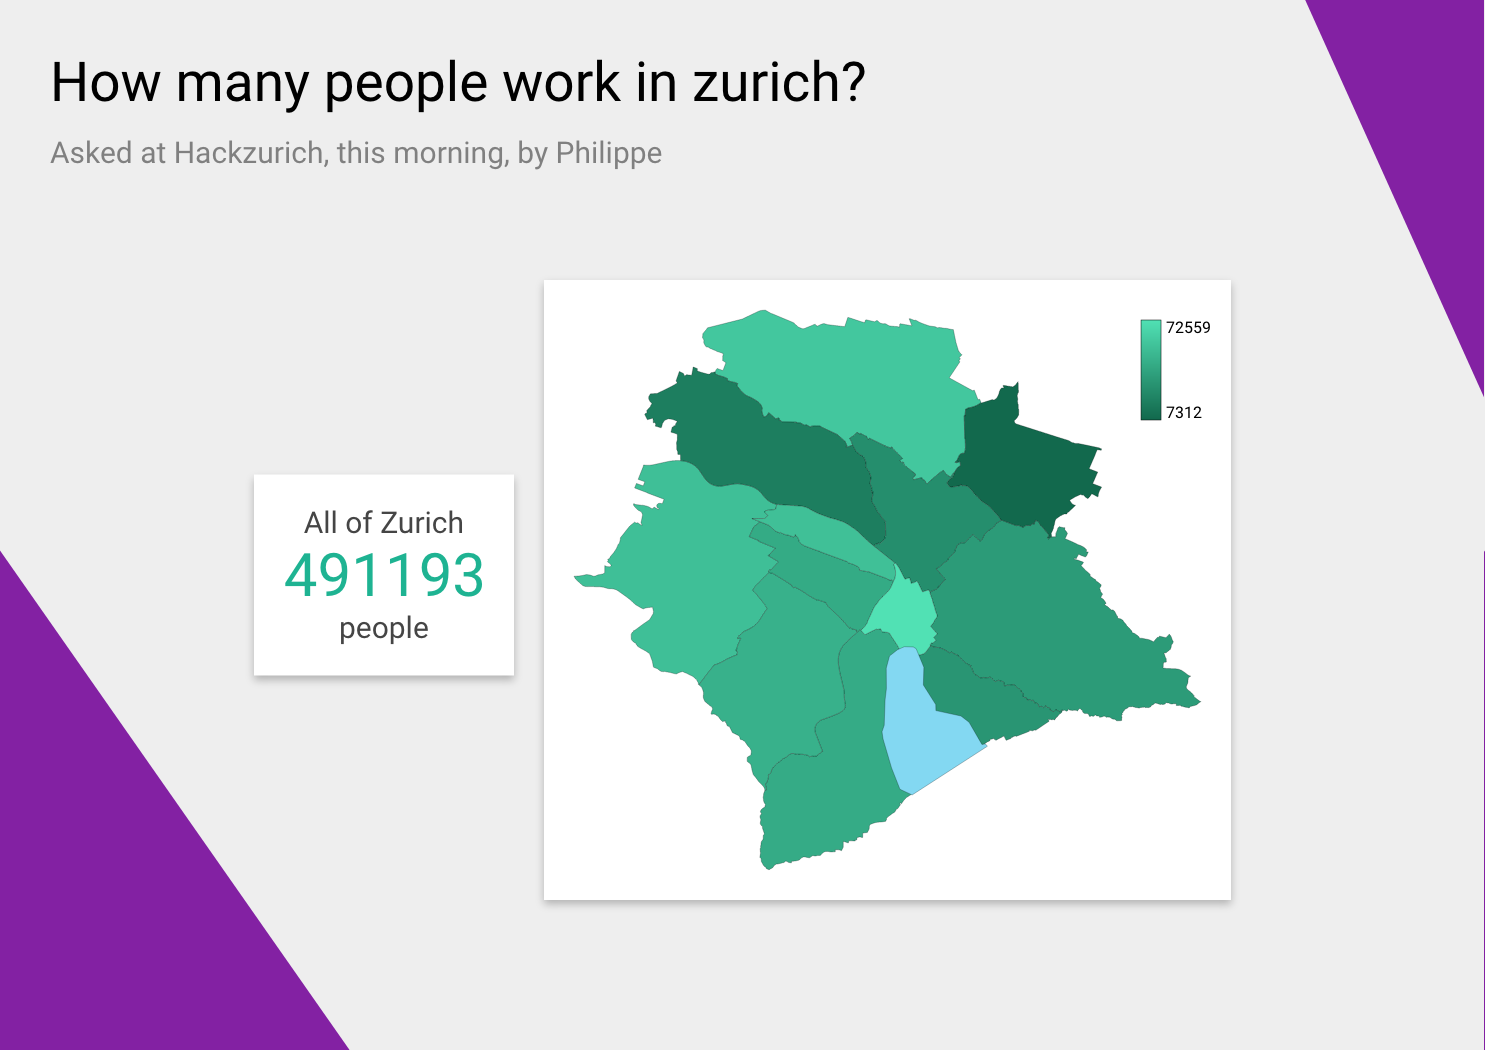 How many people work in zurich?
Asked at Hackzurich, this morning, by Philippe
72559
7312
All of Zurich
491193
people